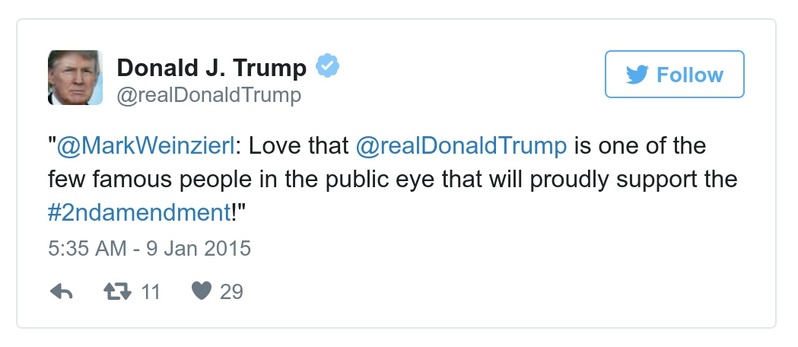 Donald J. Trump
@realDonaldTrump
Follow
"@MarkWeinzierl: Love that @realDonaldTrump is one of the
few famous people in the public eye that will proudly support the
#2ndamendment!"
5:35 AM - 9 Jan 2015
11 29